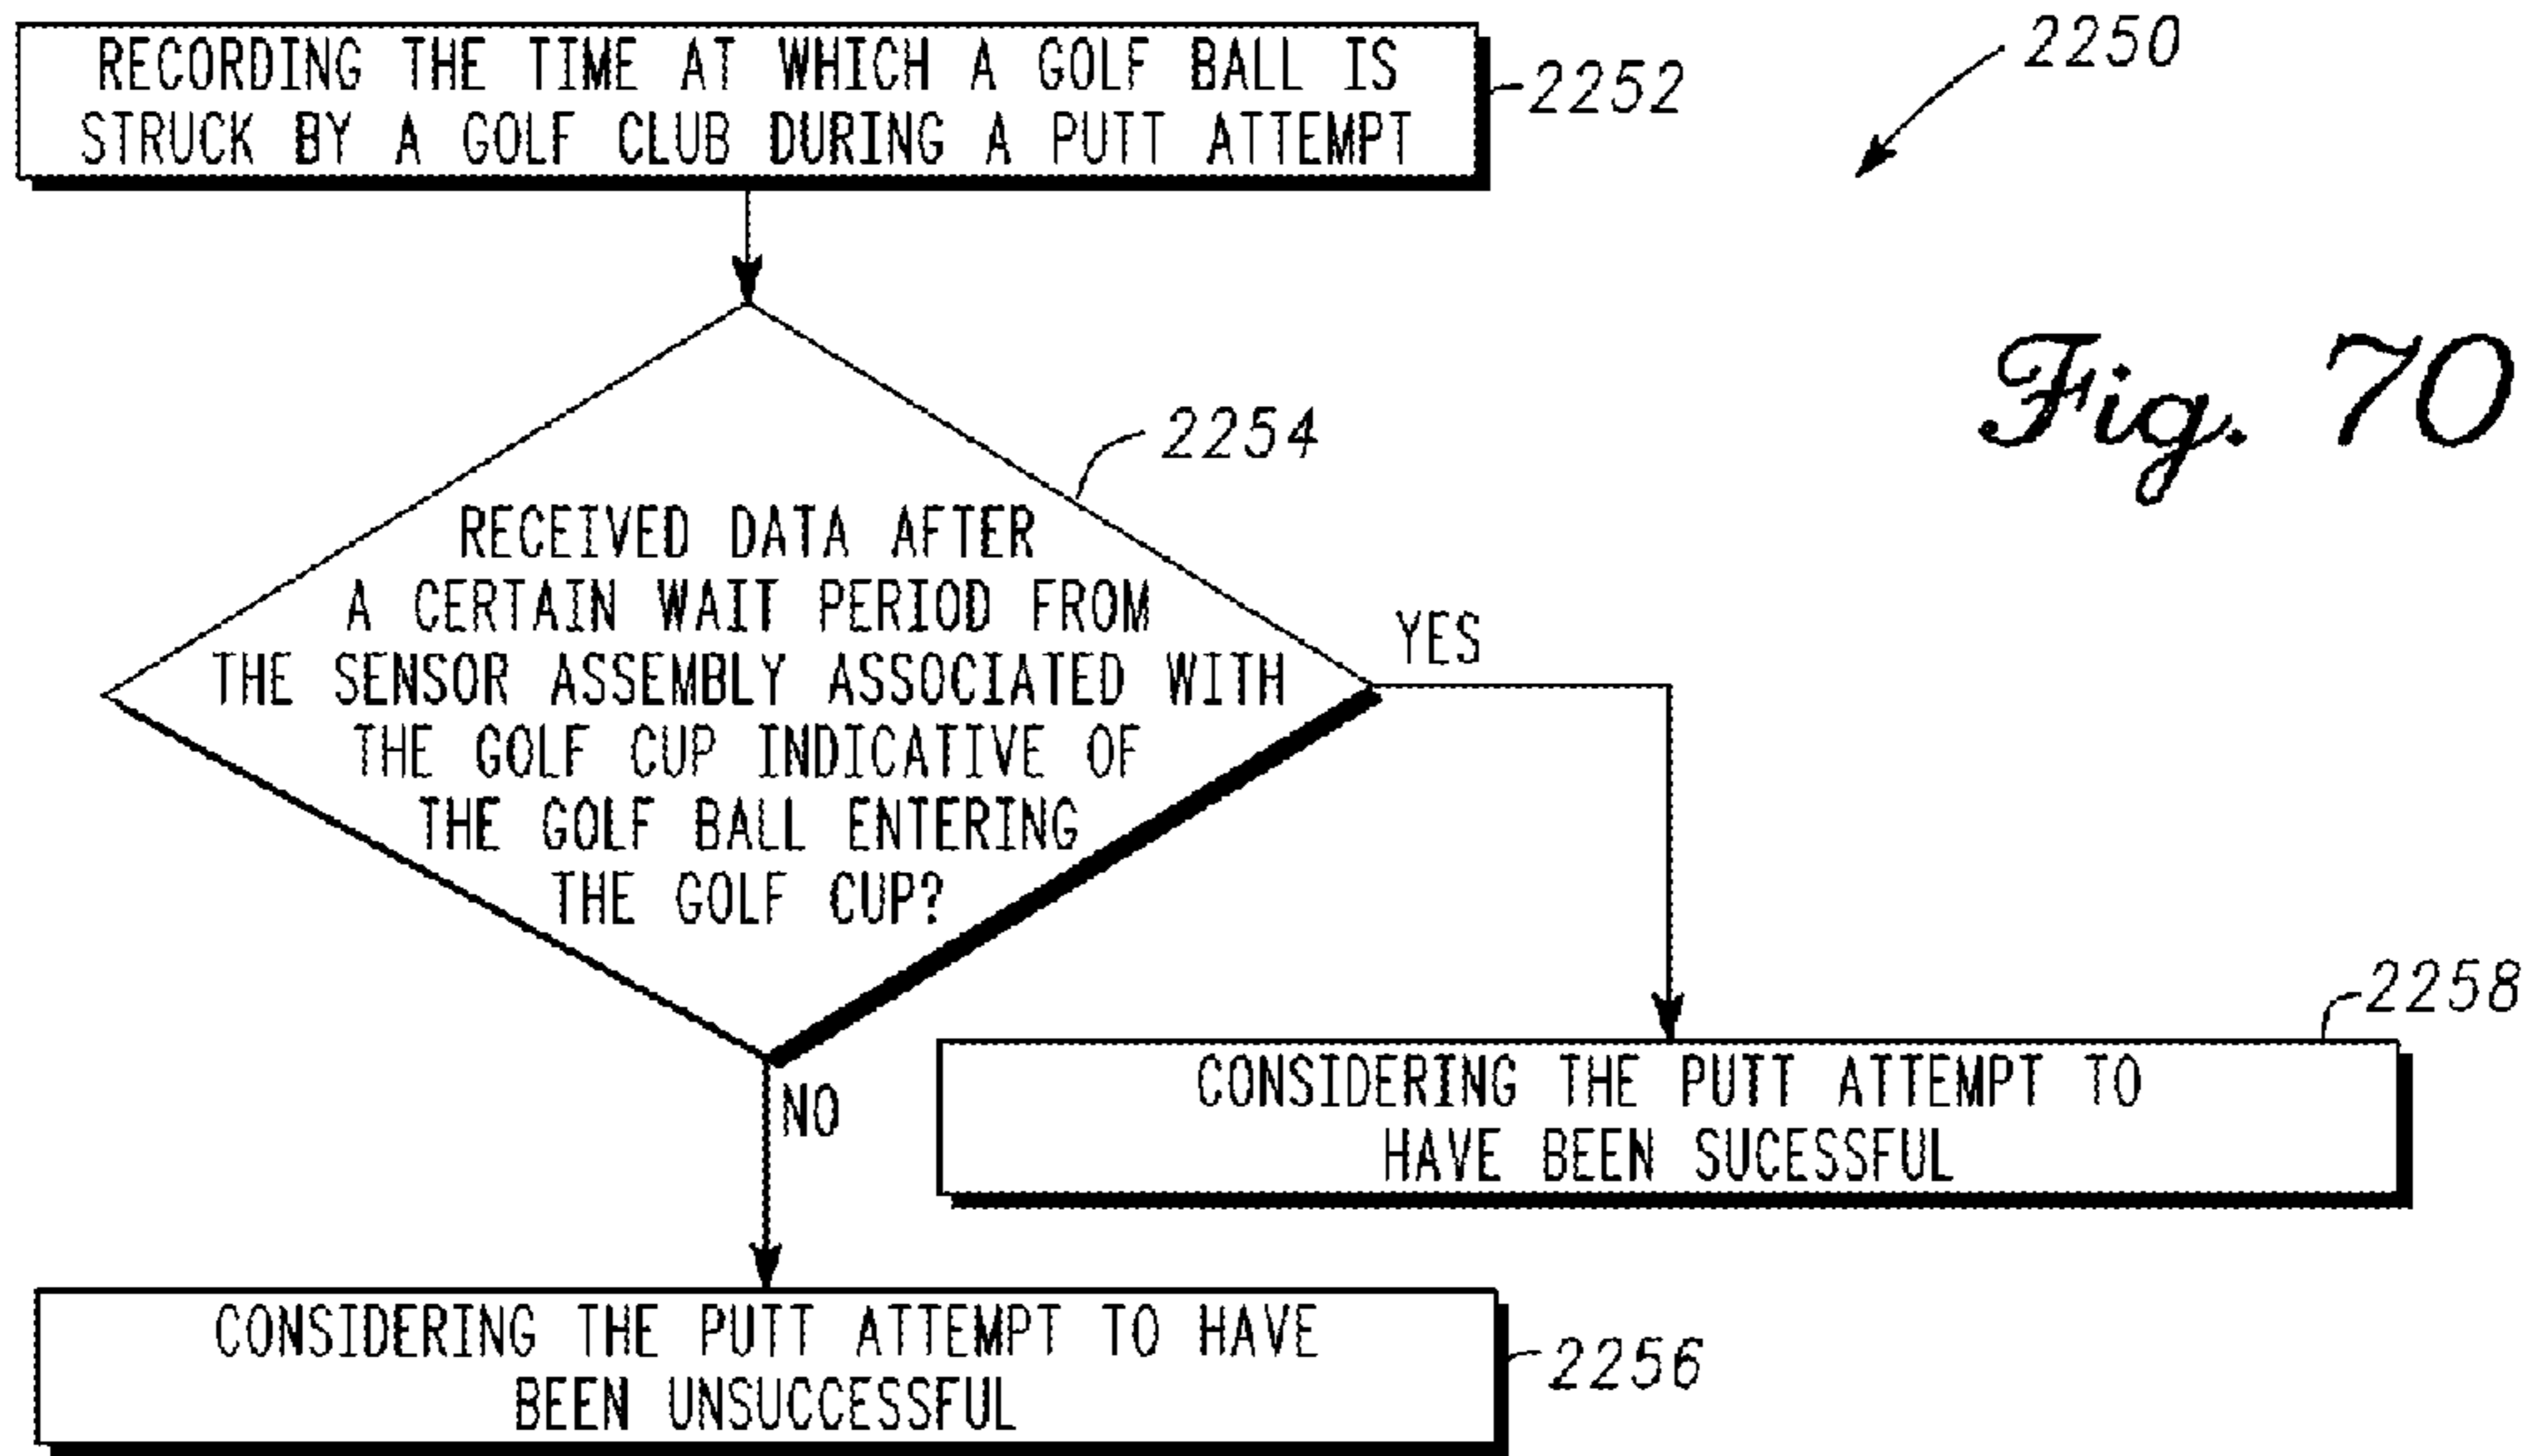 RECORDING THE TIME AT WHICH A GOLF BALL IS
STRUCK BY A GOLF CLUB DURING A PUTT ATTEMPT
2252
2250
Fig. 70
2254
RECEIVED DATA AFTER
A CERTAIN WAIT PERIOD FROM
THE SENSOR ASSEMBLY ASSOCIATED WITH
THE GOLF CUP INDICATIVE OF
THE GOLF BALL ENTERING
THE GOLF CUP?
YES
NO
2258
CONSIDERING THE PUTT ATTEMPT TO
HAVE BEEN SUCESSFUL
CONSIDERING THE PUTT ATTEMPT TO HAVE
BEEN UNSUCCESSFUL
2256